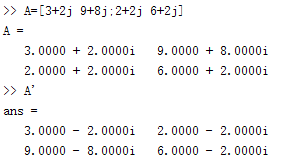 >> A=[3+2j 9+8j;2+2j 6+2j]
A =
3.0000 + 2.0000i   9.0000 + 8.0000i
2.0000 + 2.0000i   6.0000 + 2.0000i
>> A'
ans =
3.0000 - 2.0000i   2.0000 - 2.0000i
9.0000 - 8.0000i   6.0000 - 2.0000i